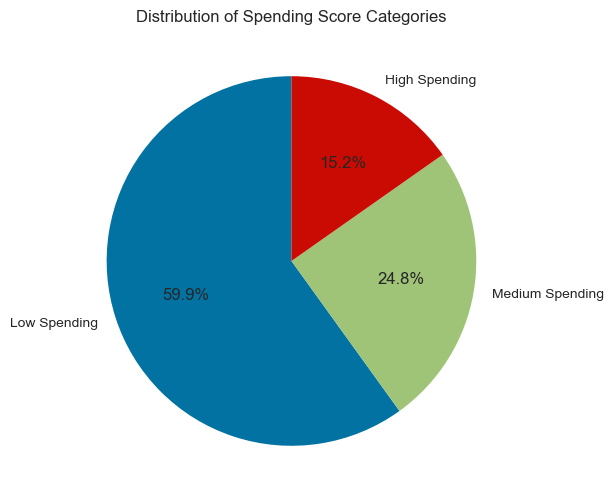 Distribution of Spending Score Categories
High Spending
15.2%
24.8%
Medium Spending
59.9%
Low Spending